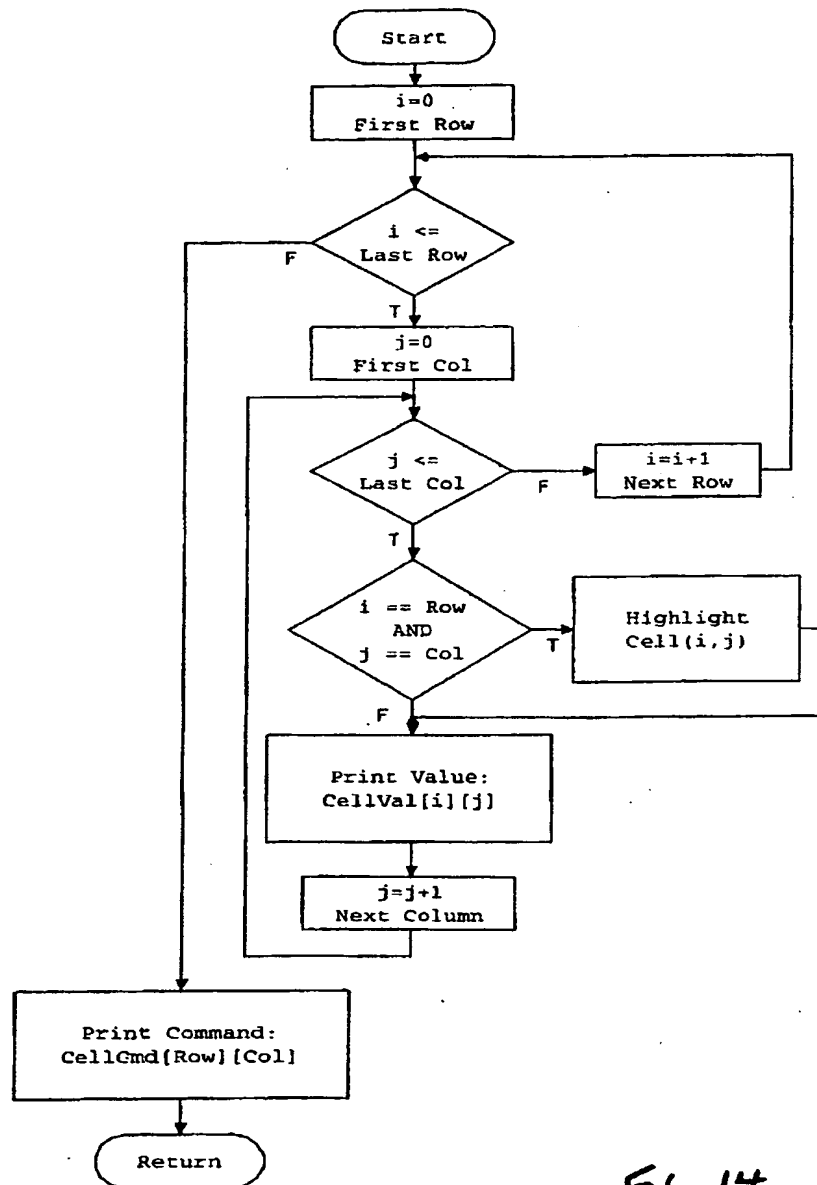 Start
i=0
First Row
i <=
Last Row
F
T
j=0
First Col
j <=
Last Col
F
i=i+1
Next Row
T
i == Row
AND
j == Col
T
Highlight
Cell(i,j)
F
Print Value:
CellVal[i][j]
j=j+1
Next Column
Print Command:
CellCmd[Row][Col]
Return
14